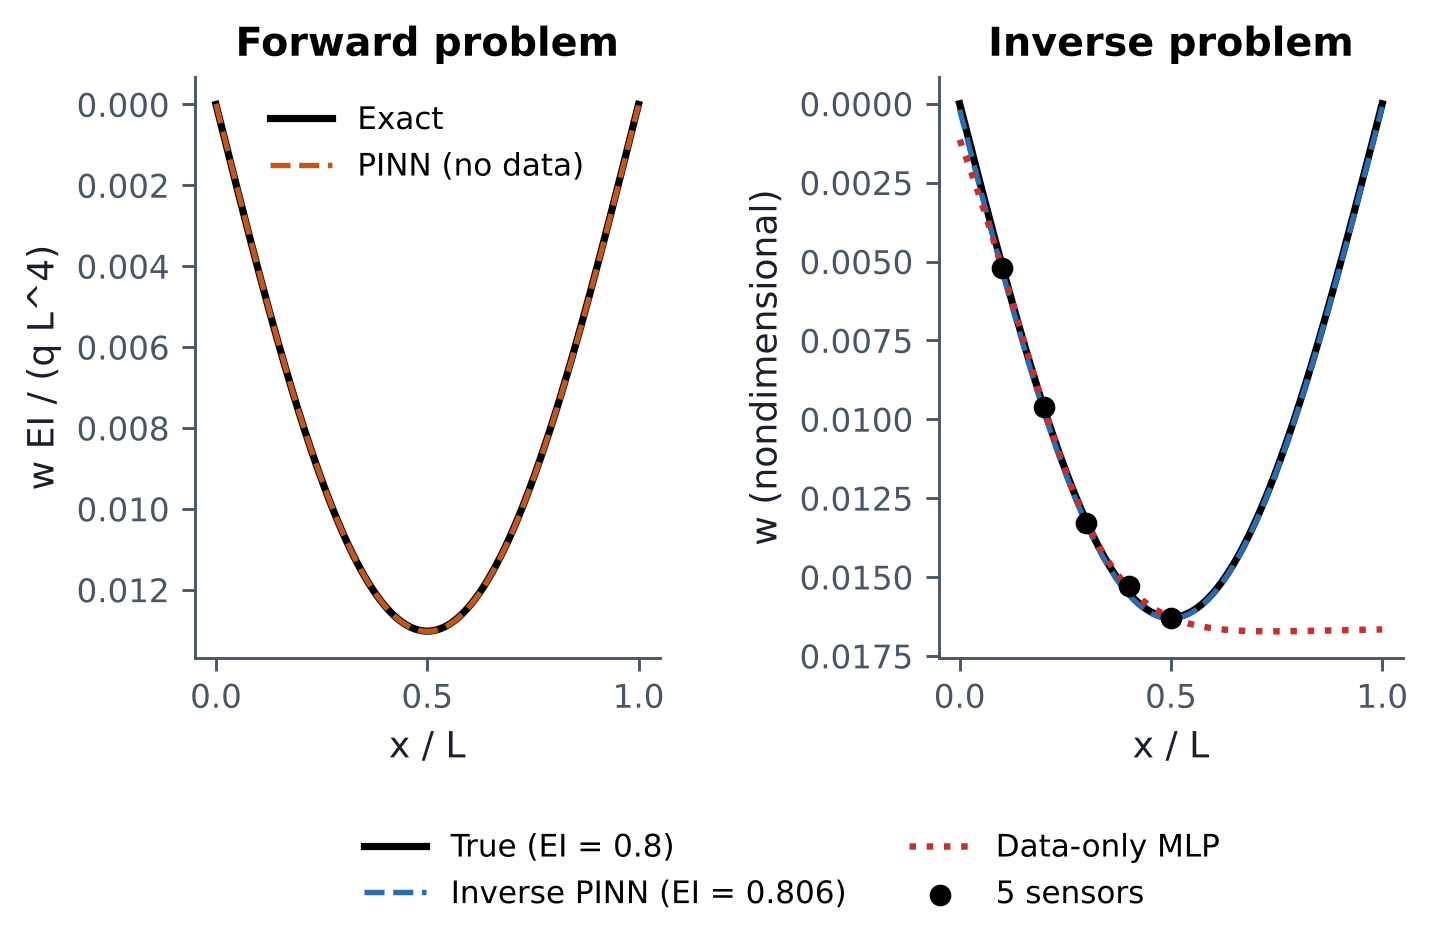 Forward problem
Exact
PINN (no data)
w EI / (q L^4)
0.000
0.002
0.004
0.006
0.008
0.010
0.012
0.0
0.5
1.0
x / L
Inverse problem
w (nondimensional)
0.0000
0.0025
0.0050
0.0075
0.0100
0.0125
0.0150
0.0175
0.0
0.5
1.0
x / L
True (EI = 0.8)
Inverse PINN (EI = 0.806)
Data-only MLP
5 sensors